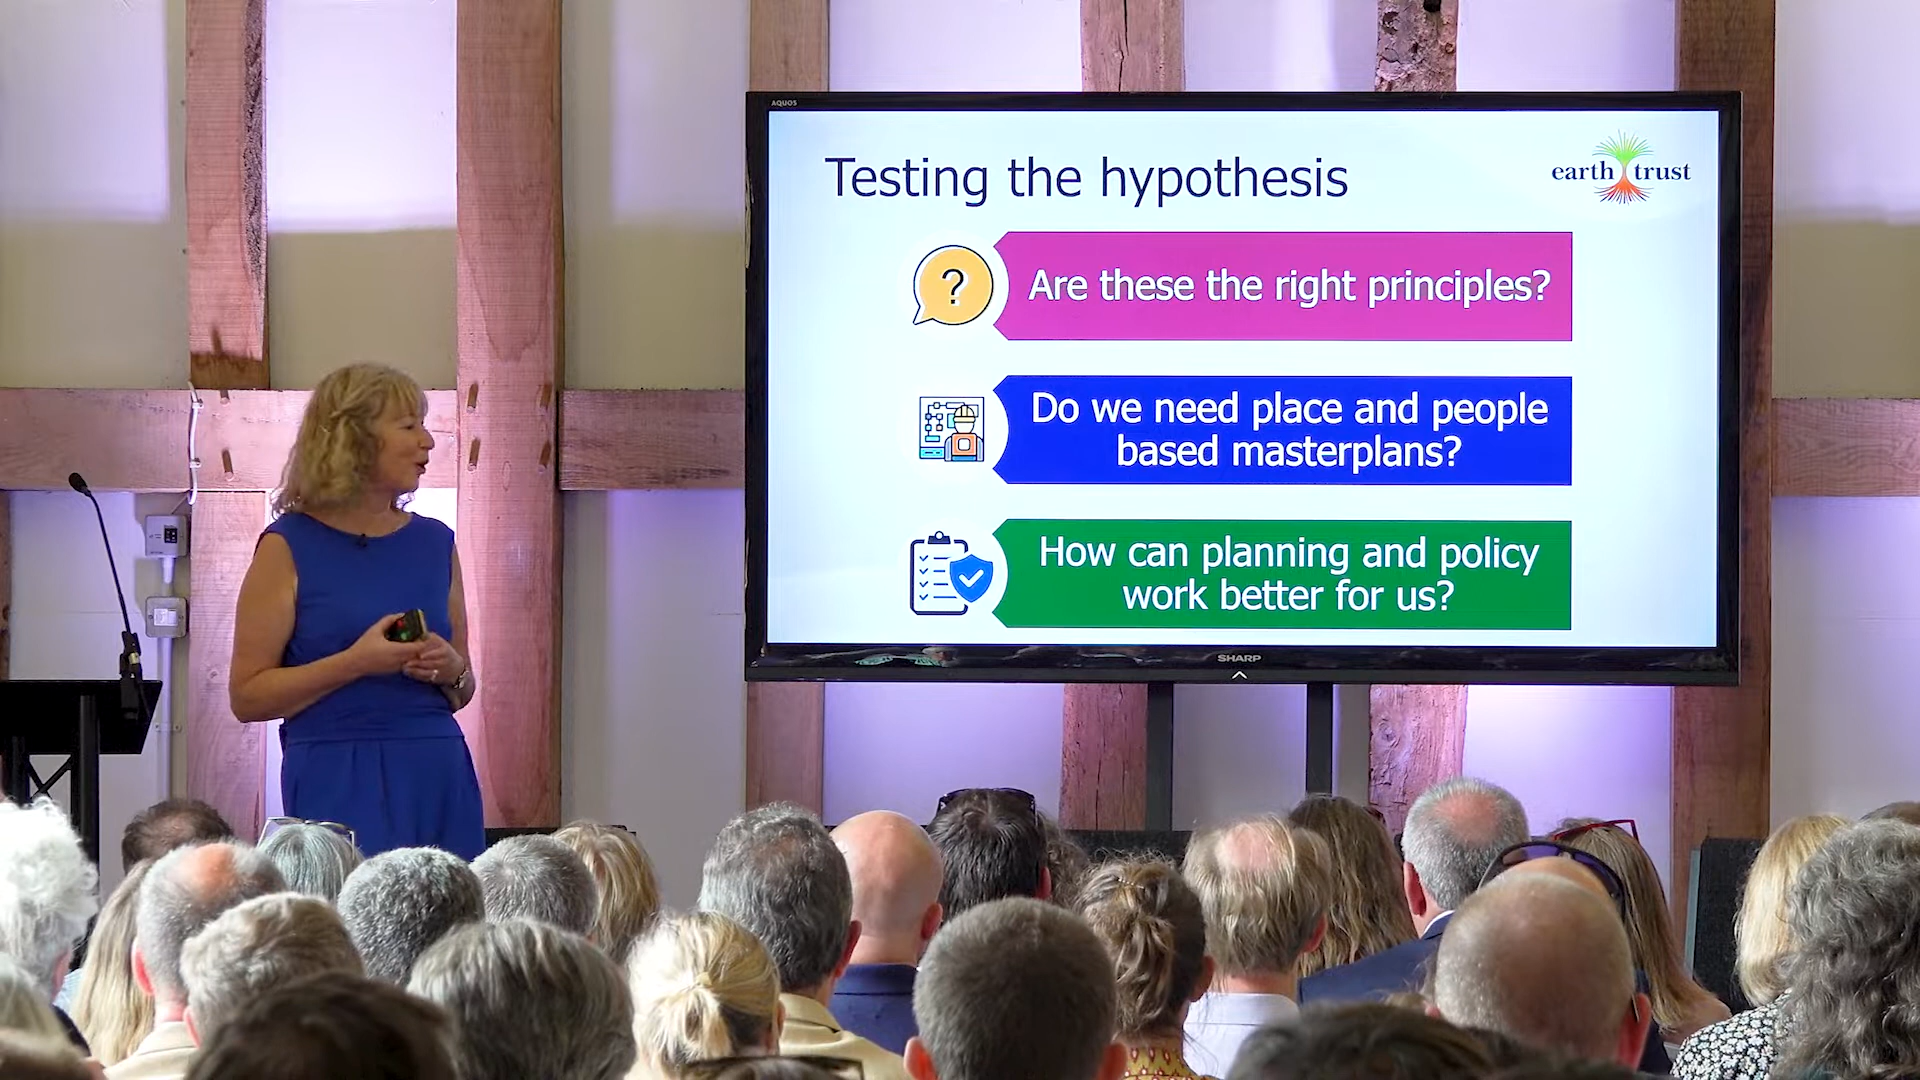 AQUOS
Testing the hypothesis
earth trust
?
Are these the right principles?
Do we need place and people
based masterplans?
How can planning and policy
work better for us?
SHARP